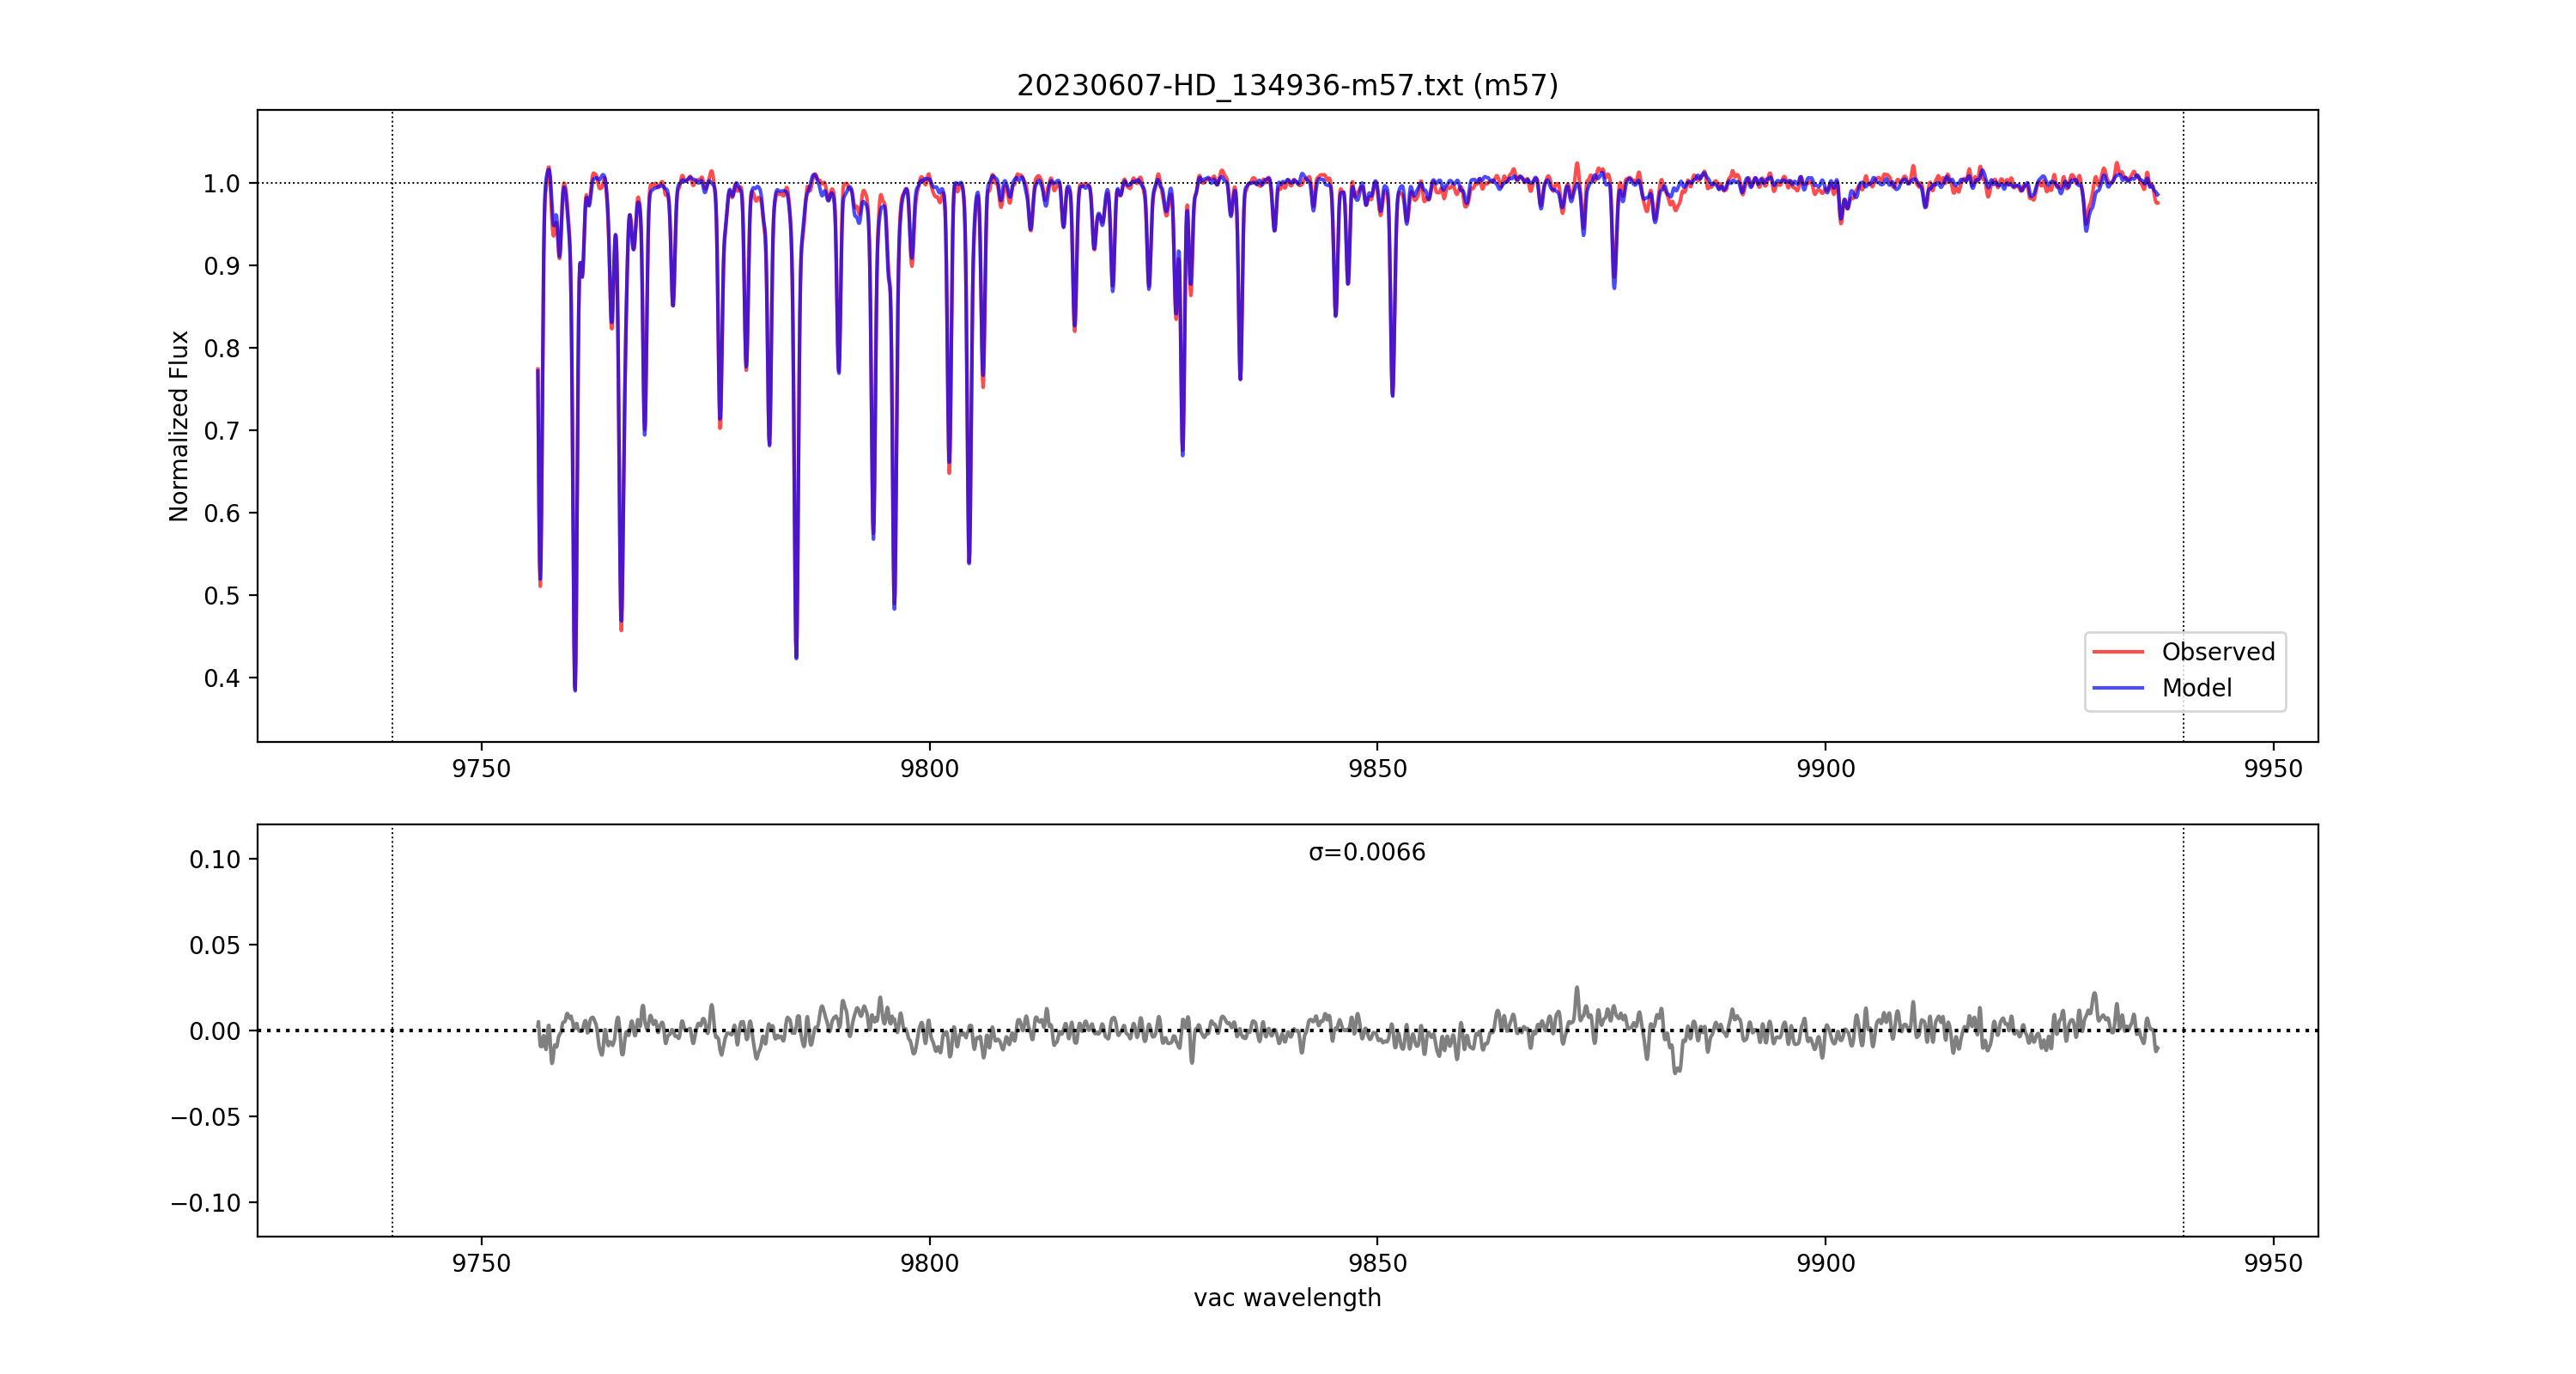 20230607-HD_134936-m57.txt (m57)
Normalized Flux
1.0
0.9
0.8
0.7
0.6
0.5
0.4
Observed
Model
9750 9800 9850 9900 9950
σ=0.0066
0.10
0.05
0.00
−0.05
−0.10
9750 9800 9850 9900 9950
vac wavelength